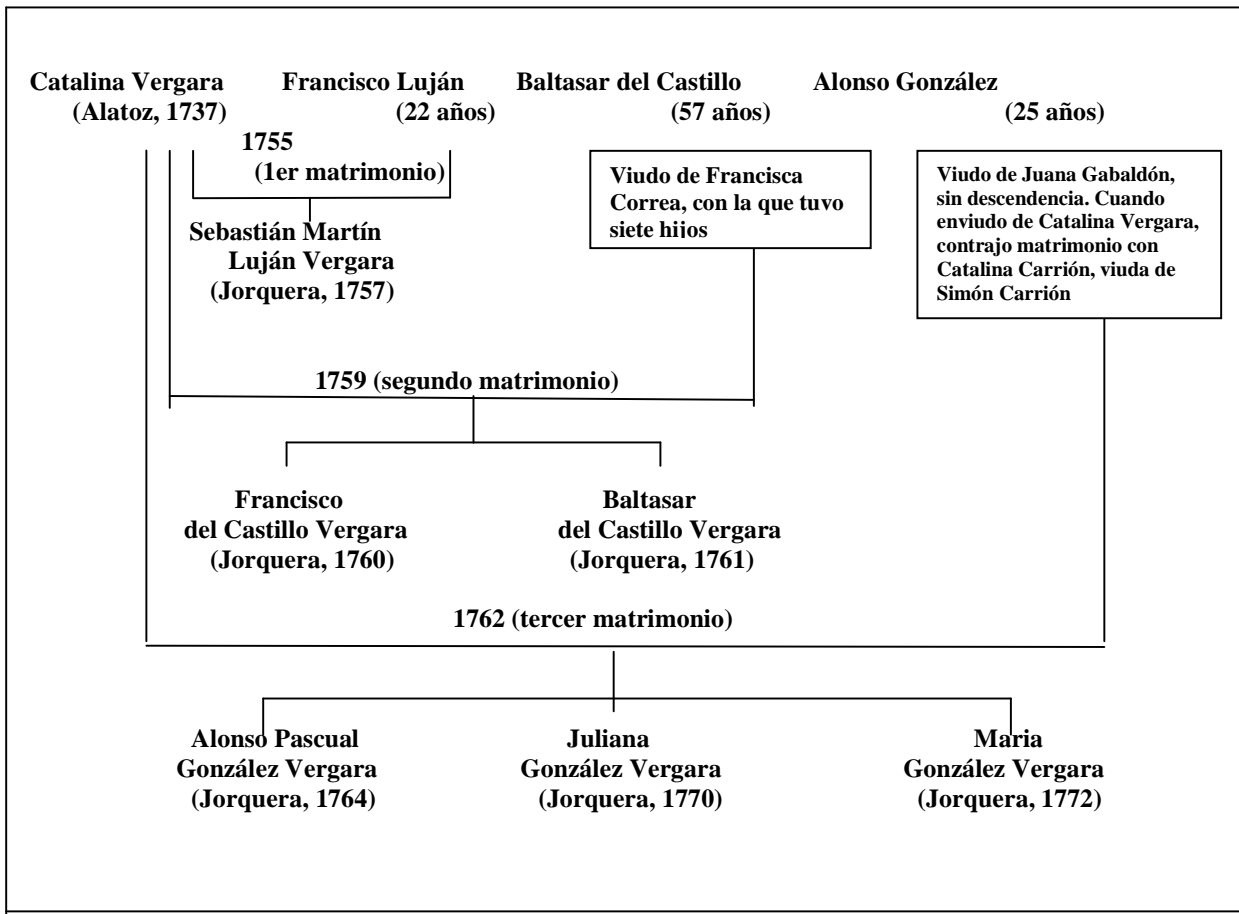 Catalina Vergara Francisco Luján Baltasar del Castillo Alonso González
(Alatoz, 1737) (22 años) (57 años) (25 años)
1755
(1er matrimonio)
Viudo de Francisca
Correa, con la que tuvo
siete hijos
Viudo de Juana Gabaldón,
sin descendencia. Cuando
enviudo de Catalina Vergara,
contrajo matrimonio con
Catalina Carrión, viuda de
Simón Carrión
Sebastián Martín
Luján Vergara
(Jorquera, 1757)
1759 (segundo matrimonio)
Francisco
del Castillo Vergara
(Jorquera, 1760)
Baltasar
del Castillo Vergara
(Jorquera, 1761)
1762 (tercer matrimonio)
Alonso Pascual
González Vergara
(Jorquera, 1764)
Juliana
González Vergara
(Jorquera, 1770)
Maria
González Vergara
(Jorquera, 1772)